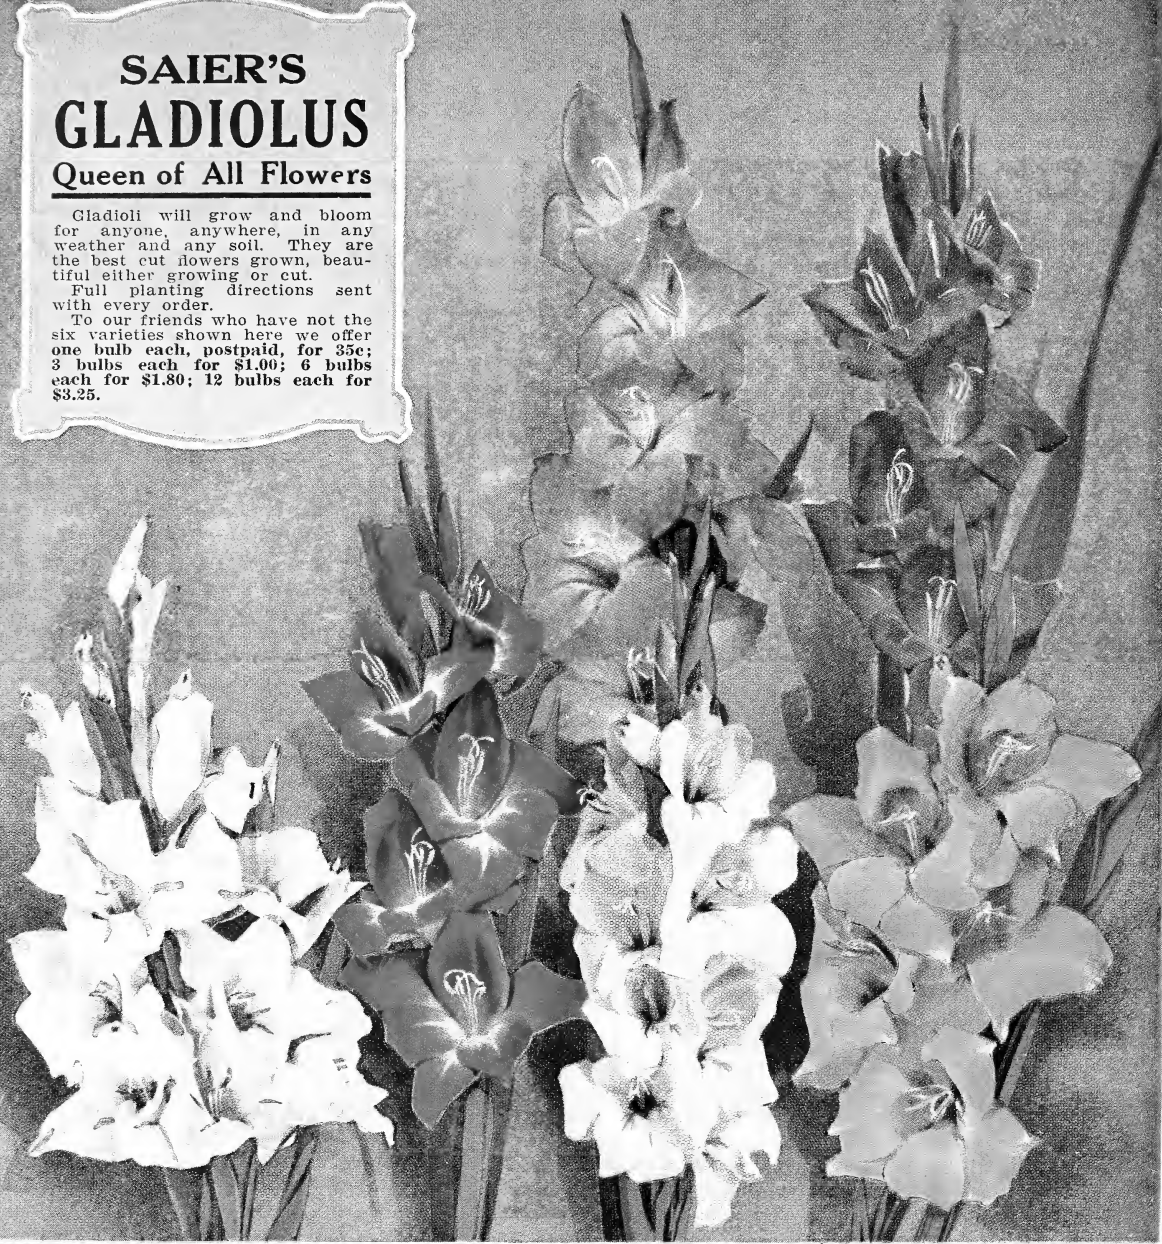 SAIER'S
GLADIOLUS
Queen of All Flowers
Gladioli will grow and bloom
for anyone, anywhere, in any
weather and any soil. They are
the best cut flowers grown, beau-
tiful either growing or cut.
Full planting directions sent
with every order.
To our friends who have not the
six varieties shown here we offer
one bulb each, postpaid, for 35c;
3 bulbs each for $1.00; 6 bulbs
each for $1.80; 12 bulbs each for
$3.25.